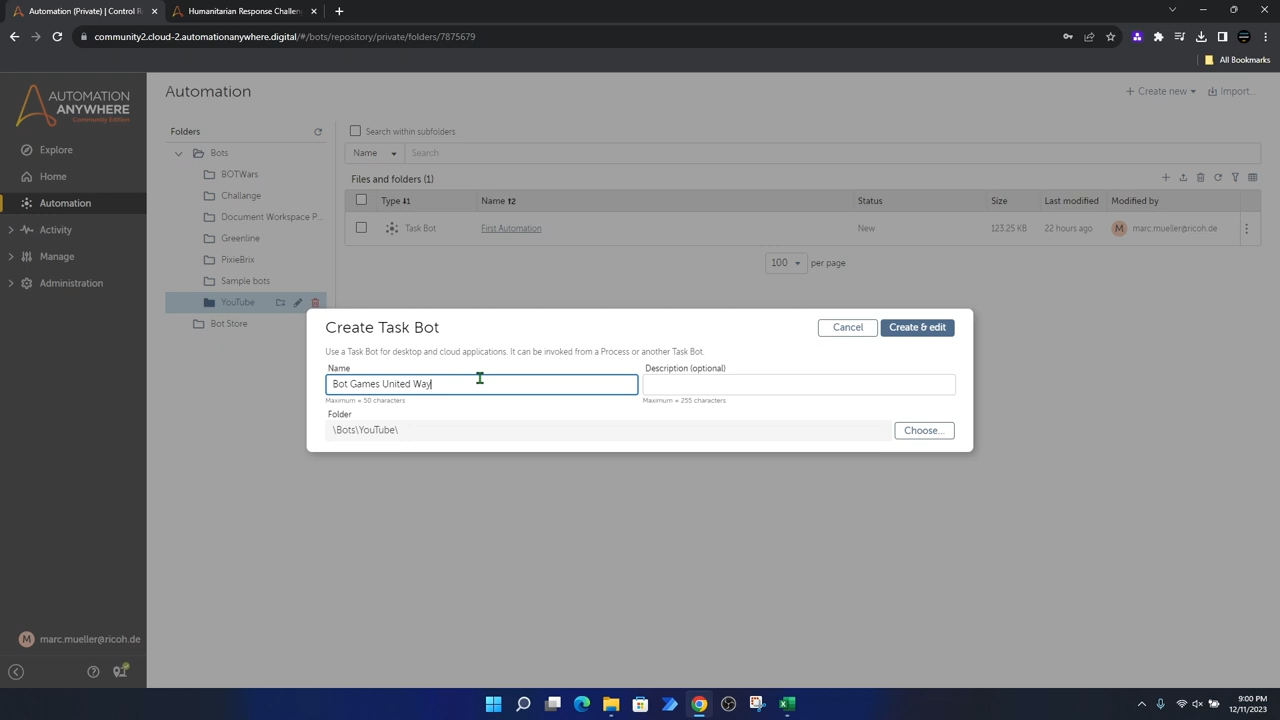 Automation (Private) | Control R
Humanitarian Response Challen
community2.cloud-2.automationanywhere.digital/#/bots/repository/private/folders/7875679
All Bookmarks
AUTOMATION
ANYWHERE
Community Edition
Explore
Home
Automation
Activity
Manage
Administration
marc.mueller@ricoh.de
Automation
Create new
Import...
Folders
Bots
BOTWars
Challange
Document Workspace P...
Greenline
PixieBrix
Sample bots
YouTube
Bot Store
Search within subfolders
Name
Search
Files and folders (1)
Type
Name
Status
Size
Last modified
Modified by
Task Bot
First Automation
New
123.25 KB
22 hours ago
M
marc.mueller@ricoh.de
100
per page
Create Task Bot
Cancel
Create & edit
Use a Task Bot for desktop and cloud applications. It can be invoked from a Process or another Task Bot.
Name
Description (optional)
Bot Games United Way
Maximum = 50 characters
Maximum = 255 characters
Folder
\Bots\YouTube\
Choose...
M
9:00 PM
12/11/2023